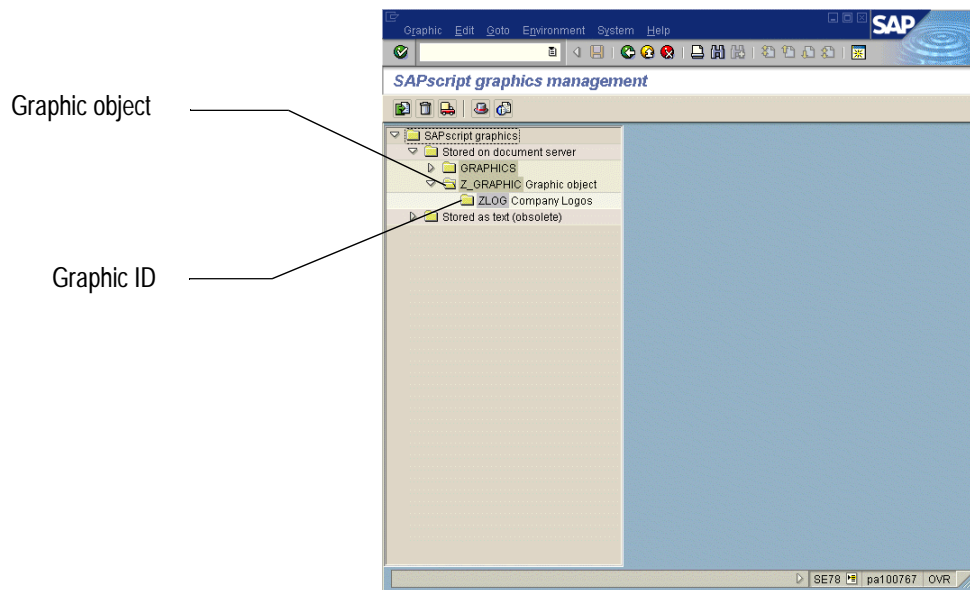 Graphic Edit Goto Environment System Help
SAP
SAPscript graphics management
Graphic object
SAPscript graphics
Stored on document server
GRAPHICS
Z_GRAPHIC Graphic object
ZLOG Company Logos
Stored as text (obsolete)
Graphic ID
SE78 pa100767 OVR